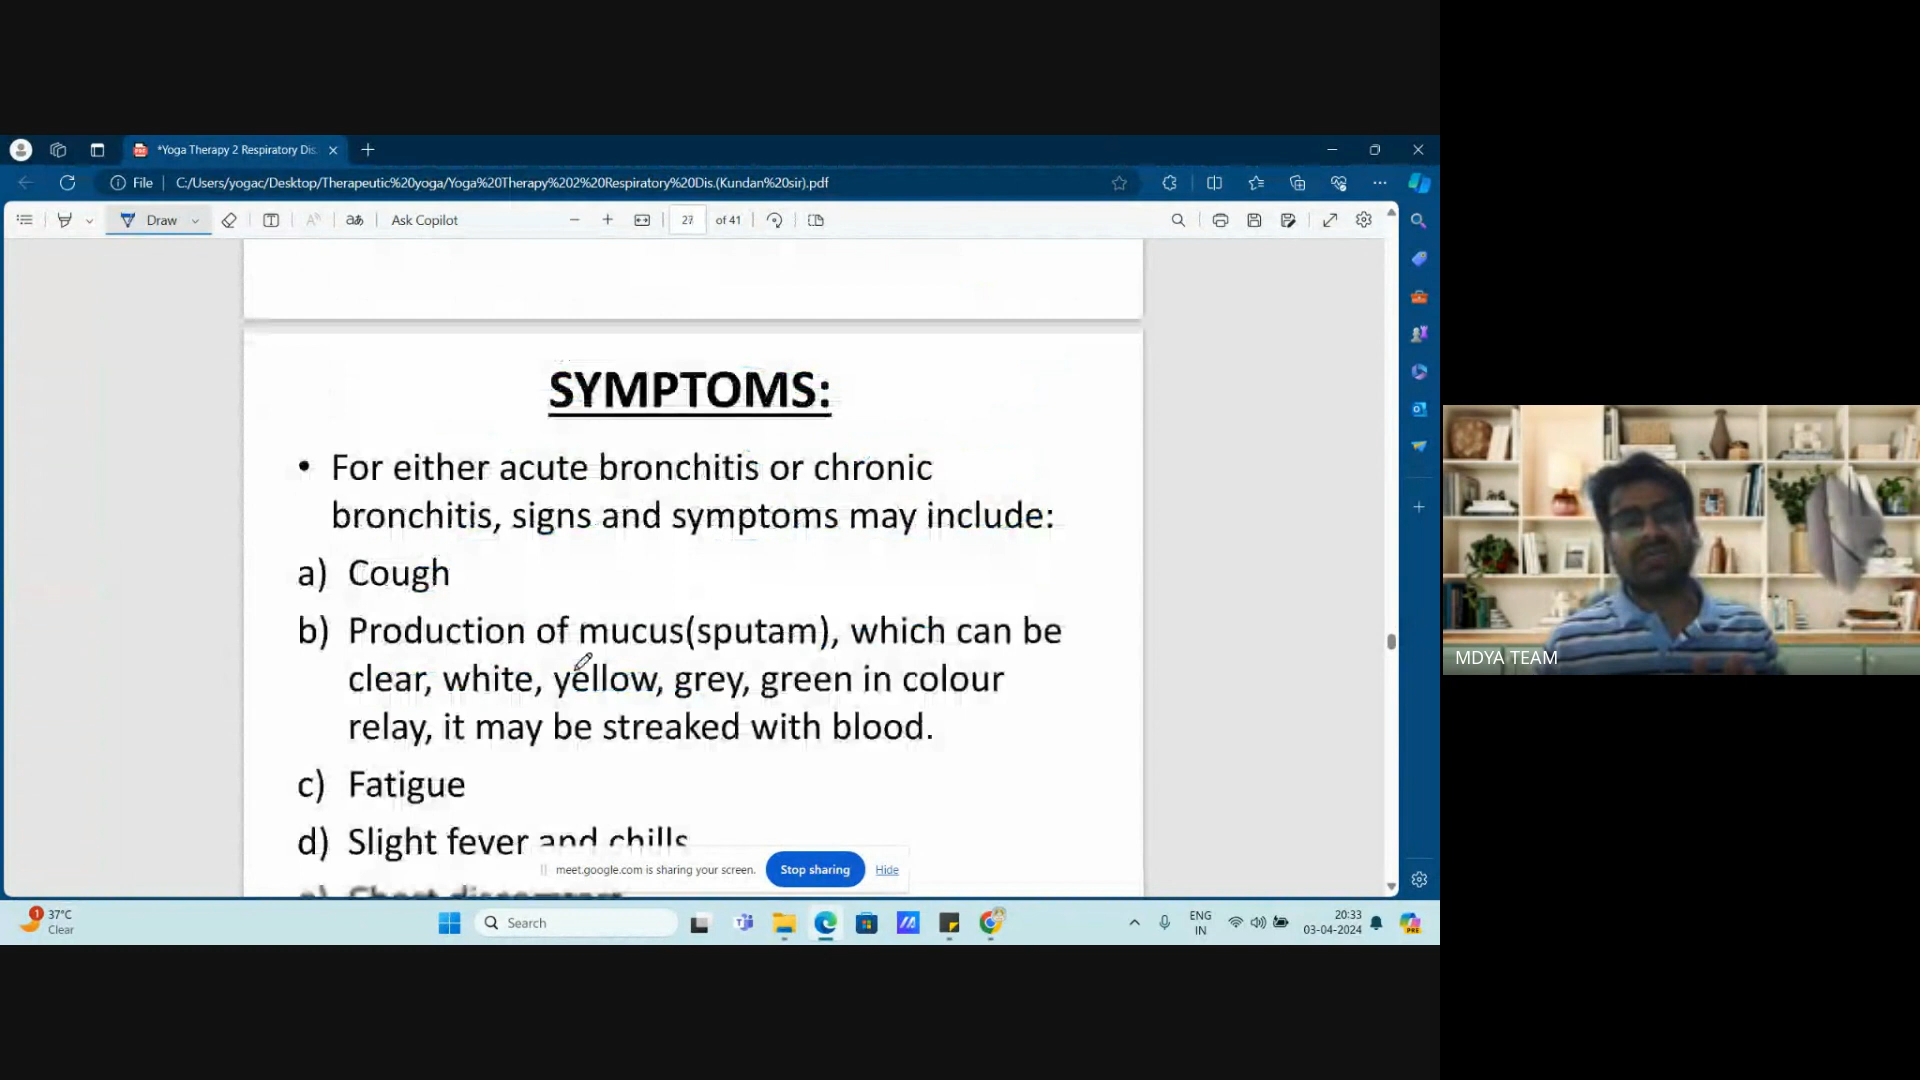 *Yoga Therapy 2 Respiratory Dis.
File
C:/Users/yogac/Desktop/Therapeutic%20yoga/Yoga%20Therapy%202%20Respiratory%20Dis.(Kundan%20sir).pdf
Draw
Ask Copilot
27 of 41
SYMPTOMS:
• For either acute bronchitis or chronic
bronchitis, signs and symptoms may include:
a) Cough
b) Production of mucus(sputam), which can be
clear, white, yellow, grey, green in colour
relay, it may be streaked with blood.
c) Fatigue
d) Slight fever and chills
meet.google.com is sharing your screen.
Stop sharing
Hide
MDYA TEAM
1
37°C
Clear
Search
ENG
IN
20:33
03-04-2024
PRE